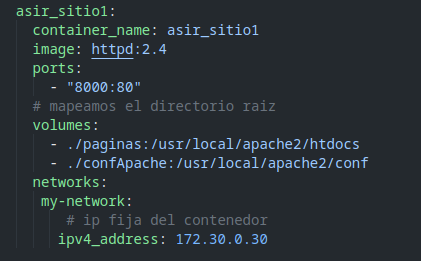 asir_sitio1:
container_name: asir_sitio1
image: httpd:2.4
ports:
- "8000:80"
# mapeamos el directorio raiz
volumes:
- ./paginas:/usr/local/apache2/htdocs
- ./confApache:/usr/local/apache2/conf
networks:
my-network:
# ip fija del contenedor
ipv4_address: 172.30.0.30